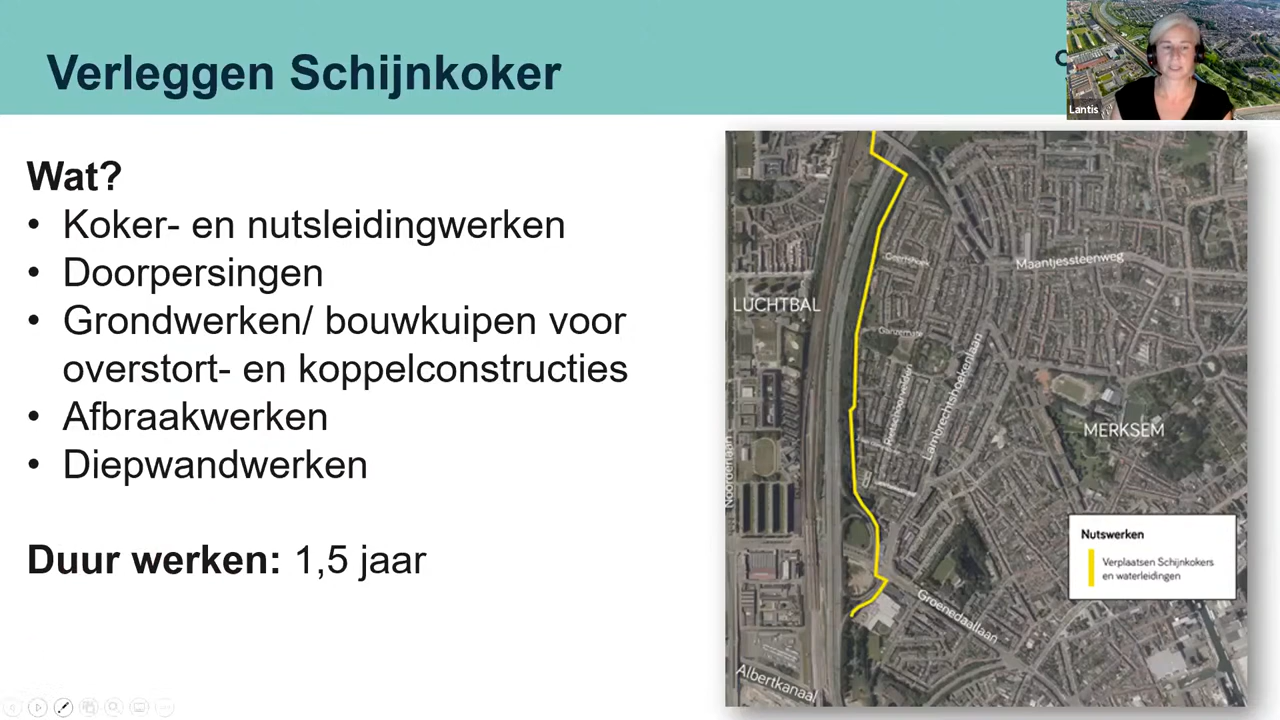 Verleggen Schijnkoker
Lantis
Wat?
• Koker- en nutsleidingwerken
• Doorpersingen
• Grondwerken/ bouwkuipen voor
overstort- en koppelconstructies
• Afbraakwerken
• Diepwandwerken
Duur werken: 1,5 jaar
Maantjessteenweg
LUCHTBAL
Ganzemate
Lambrechtshoekenlaan
MERKSEM
Noorderlaan
Nutswerken
Verplaatsen Schijnkokers
en waterleidingen
Groenedaallaan
Albertkanaal